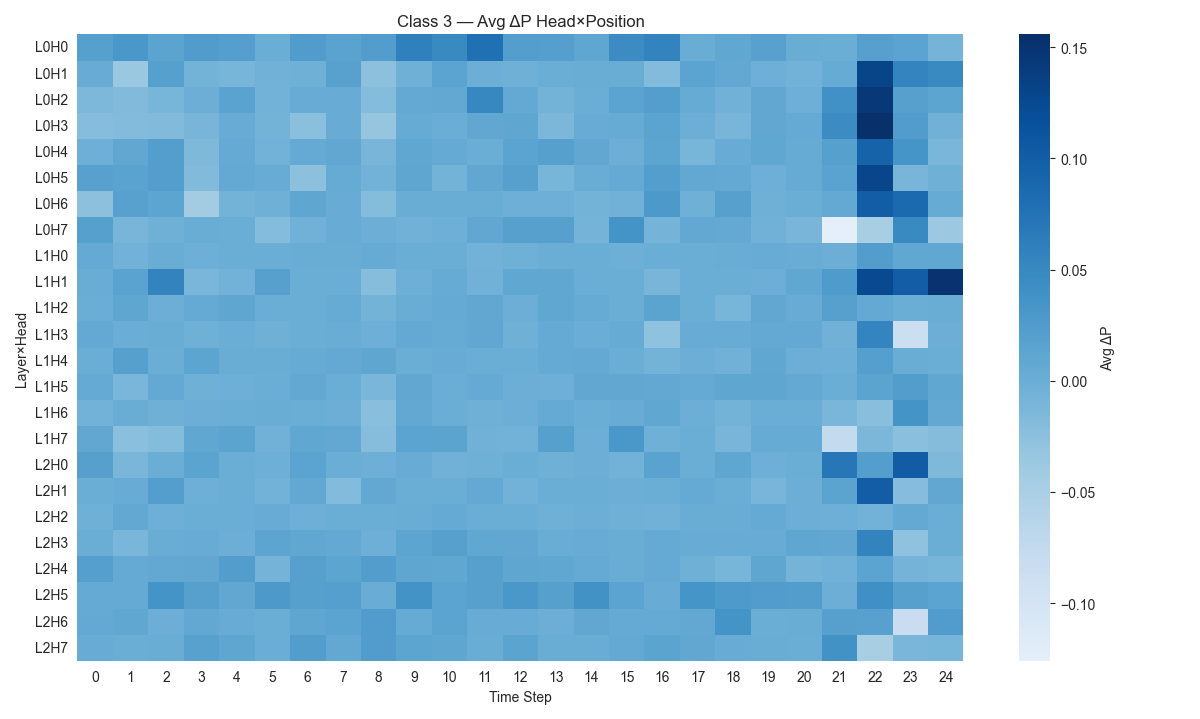 Class 3 — Avg ΔP Head×Position
L0H0
L0H1
L0H2
L0H3
L0H4
L0H5
L0H6
L0H7
L1H0
L1H1
L1H2
L1H3
L1H4
L1H5
L1H6
L1H7
L2H0
L2H1
L2H2
L2H3
L2H4
L2H5
L2H6
L2H7
Layer×Head
0 1 2 3 4 5 6 7 8 9 10 11 12 13 14 15 16 17 18 19 20 21 22 23 24
Time Step
0.15
0.10
0.05
0.00
−0.05
−0.10
Avg ΔP